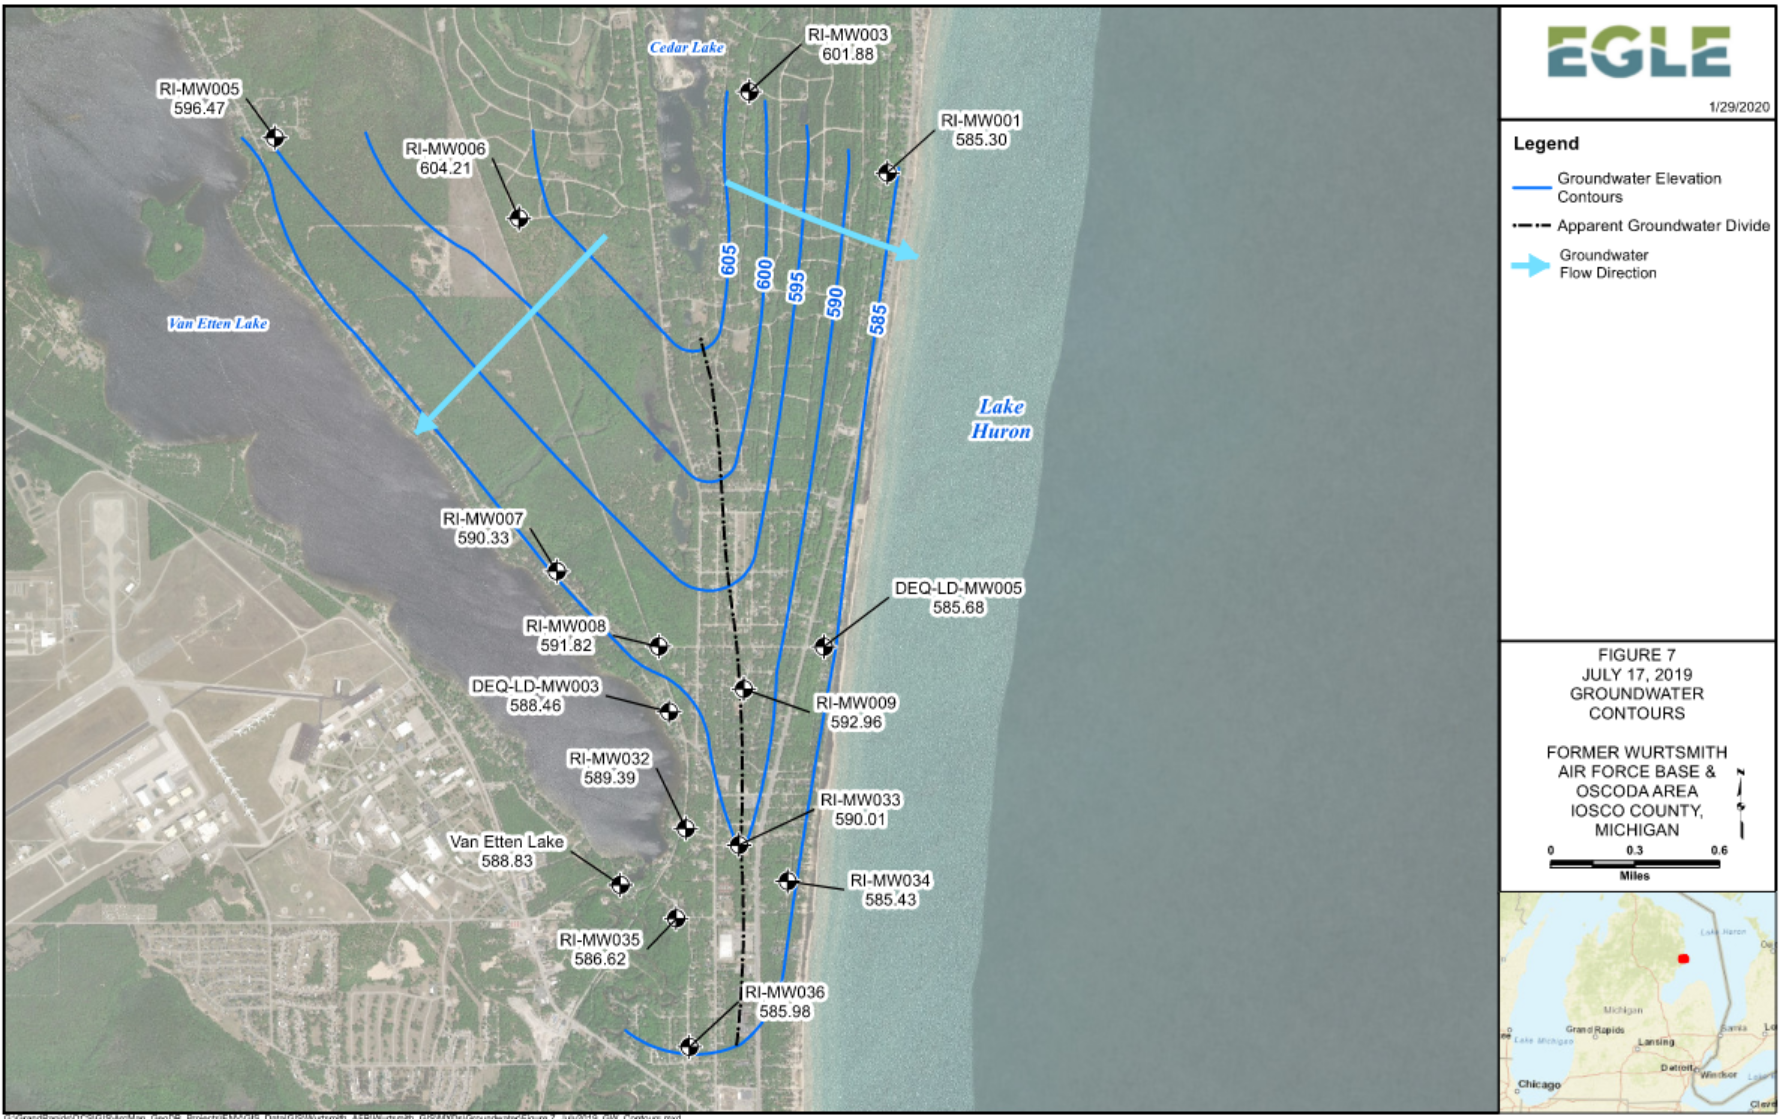 Cedar Lake
RI-MW003
601.88
RI-MW005
596.47
RI-MW001
585.30
RI-MW006
604.21
605
600
595
590
585
Van Etten Lake
Lake
Huron
RI-MW007
590.33
DEQ-LD-MW005
585.68
RI-MW008
591.82
DEQ-LD-MW003
588.46
RI-MW009
592.96
RI-MW032
589.39
RI-MW033
590.01
Van Etten Lake
588.83
RI-MW034
585.43
RI-MW035
586.62
RI-MW036
585.98
EGLE
1/29/2020
Legend
Groundwater Elevation
Contours
Apparent Groundwater Divide
Groundwater
Flow Direction
FIGURE 7
JULY 17, 2019
GROUNDWATER
CONTOURS
FORMER WURTSMITH
AIR FORCE BASE &
OSCODA AREA
IOSCO COUNTY,
MICHIGAN
N
0 0.3 0.6
Miles
Lake Huron
Michigan
Grand Rapids
Sarnia
Lansing
Lake Michigan
Detroit
Windsor
Chicago